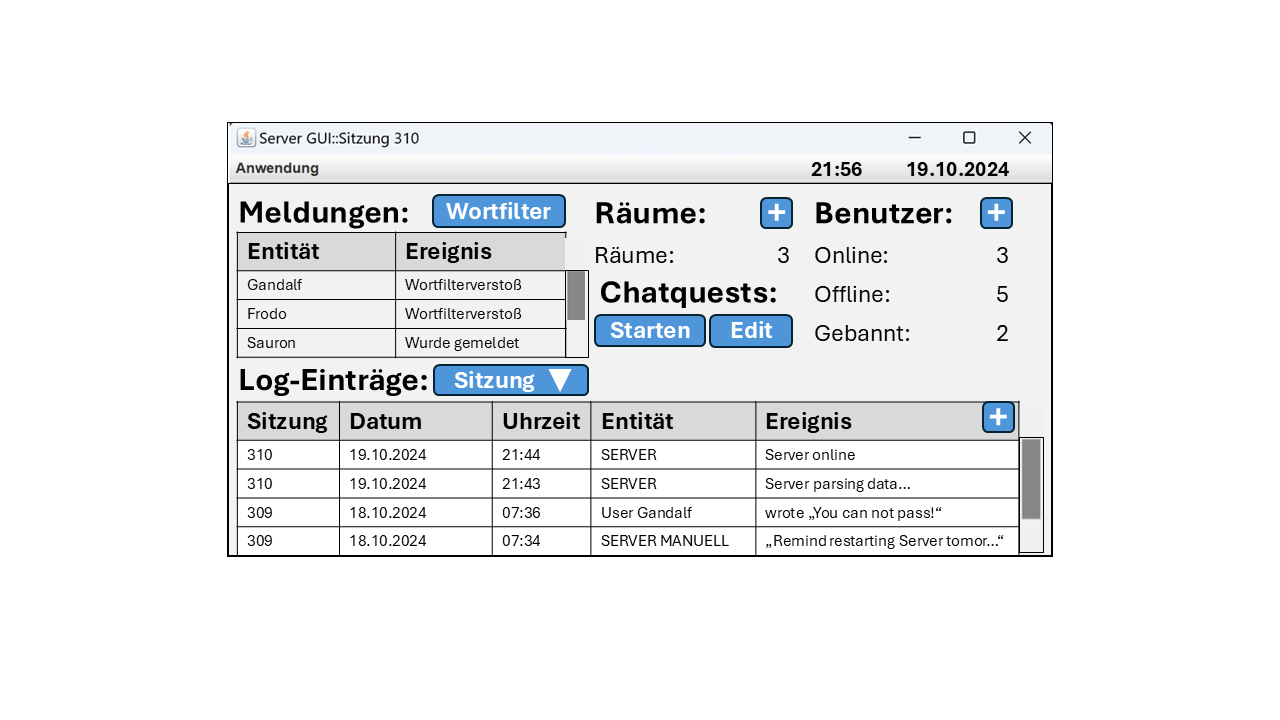 Server GUI::Sitzung 310
Anwendung 21:56 19.10.2024
Meldungen: Wortfilter
Entität Ereignis
Gandalf Wortfilterverstoß
Frodo Wortfilterverstoß
Sauron Wurde gemeldet
Räume: +
Räume: 3
Chatquests:
Starten Edit
Benutzer: +
Online: 3
Offline: 5
Gebannt: 2
Log-Einträge: Sitzung ▼
Sitzung Datum Uhrzeit Entität Ereignis +
310 19.10.2024 21:44 SERVER Server online
310 19.10.2024 21:43 SERVER Server parsing data...
309 18.10.2024 07:36 User Gandalf wrote „You can not pass!“
309 18.10.2024 07:34 SERVER MANUELL „Remind restarting Server tomor...“